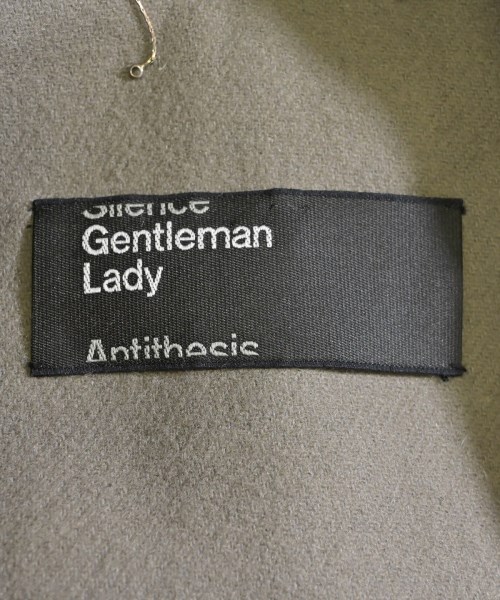 Silence
Gentleman
Lady
Antithesis